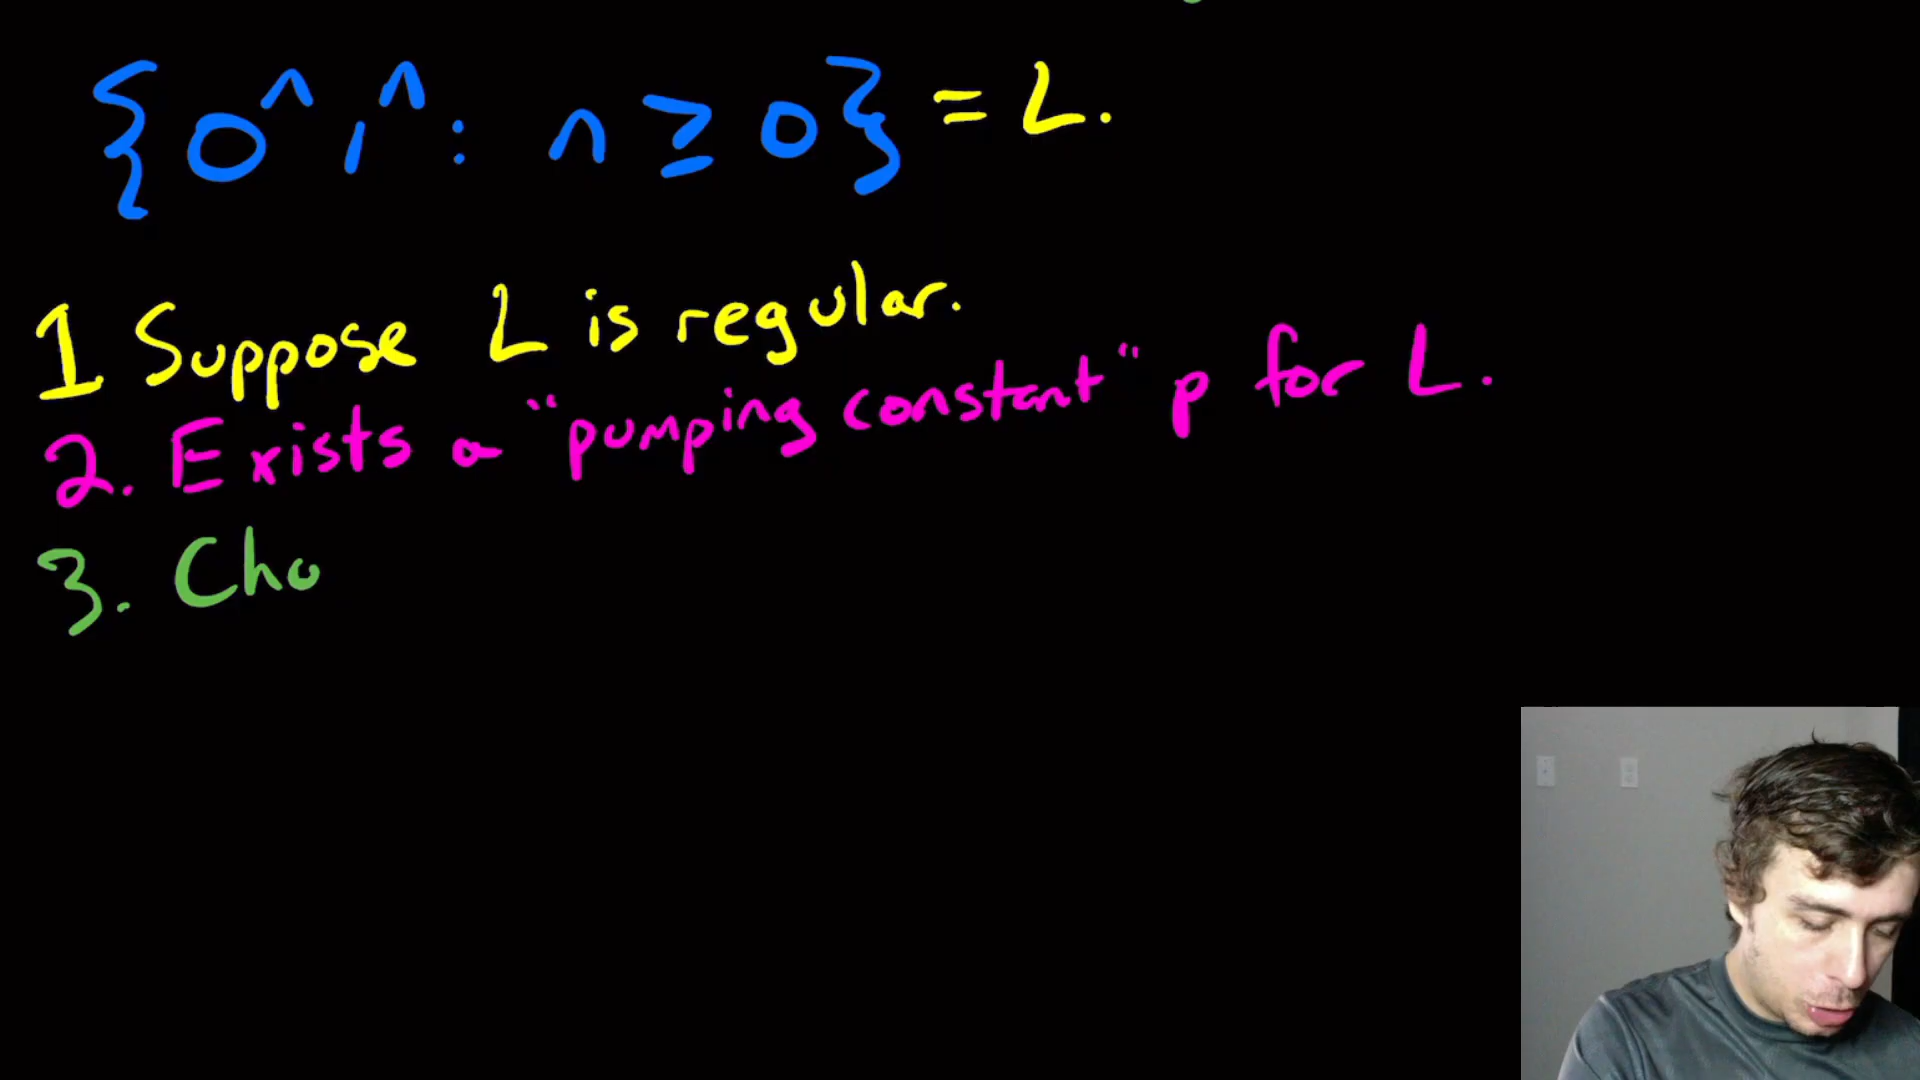 {0^n 1^n : n ≥ 0} = L.
1 Suppose L is regular.
2. Exists a "pumping constant" p for L.
3. Cho